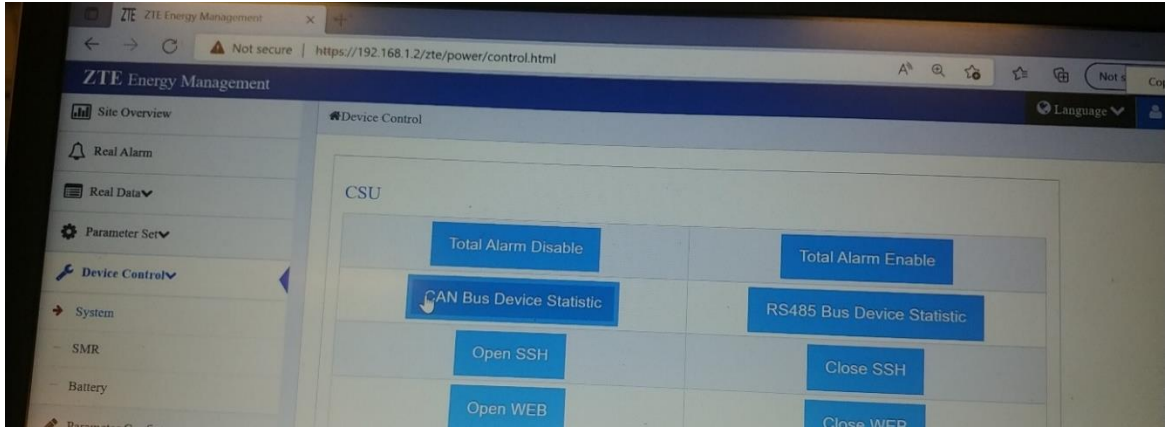 ZTE ZTE Energy Management
Not secure https://192.168.1.2/zte/power/control.html
ZTE Energy Management
Language
Site Overview
Device Control
Real Alarm
Real Data
CSU
Parameter Set
Total Alarm Disable Total Alarm Enable
Device Control
CAN Bus Device Statistic RS485 Bus Device Statistic
System
Open SSH Close SSH
SMR
Battery
Open WEB Close WEB